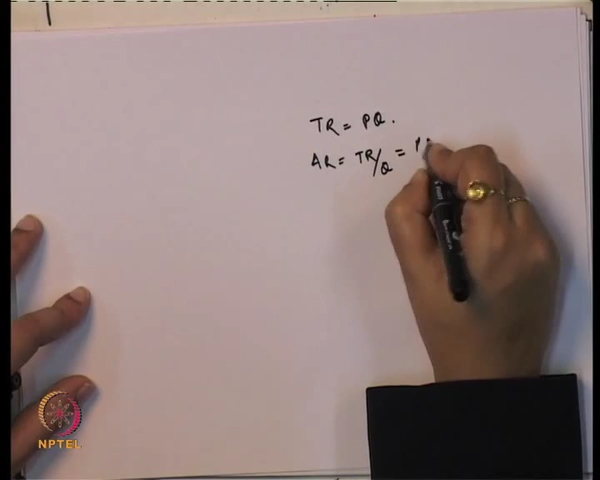 TR = PQ.
AR = TR/Q = P
NPTEL